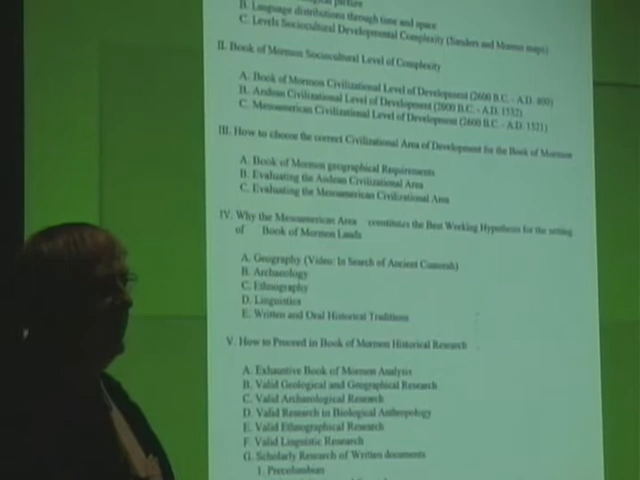 picture
B. Language distributions through time and space
C. Levels Sociocultural Developmental Complexity (Sanders and Moreno maps)
II. Book of Mormon Sociocultural Level of Complexity
A. Book of Mormon Civilizational Level of Development (2600 B.C. - A.D. 400)
B. Andean Civilizational Level of Development (2000 B.C. - A.D. 1532)
C. Mesoamerican Civilizational Level of Development (2600 B.C. - A.D. 1521)
III. How to choose the correct Civilizational Area of Development for the Book of Mormon
A. Book of Mormon geographical Requirements
B. Evaluating the Andean Civilizational Area
C. Evaluating the Mesoamerican Civilizational Area
IV. Why the Mesoamerican Area constitutes the Best Working Hypothesis for the setting
of Book of Mormon Lands
A. Geography (Video: In Search of Ancient Cumorah)
B. Archaeology
C. Ethnography
D. Linguistics
E. Written and Oral Historical Traditions
V. How to Proceed in Book of Mormon Historical Research
A. Exhaustive Book of Mormon Analysis
B. Valid Geological and Geographical Research
C. Valid Archaeological Research
D. Valid Research in Biological Anthropology
E. Valid Ethnographical Research
F. Valid Linguistic Research
G. Scholarly Research of Written documents
1. Precolumbian